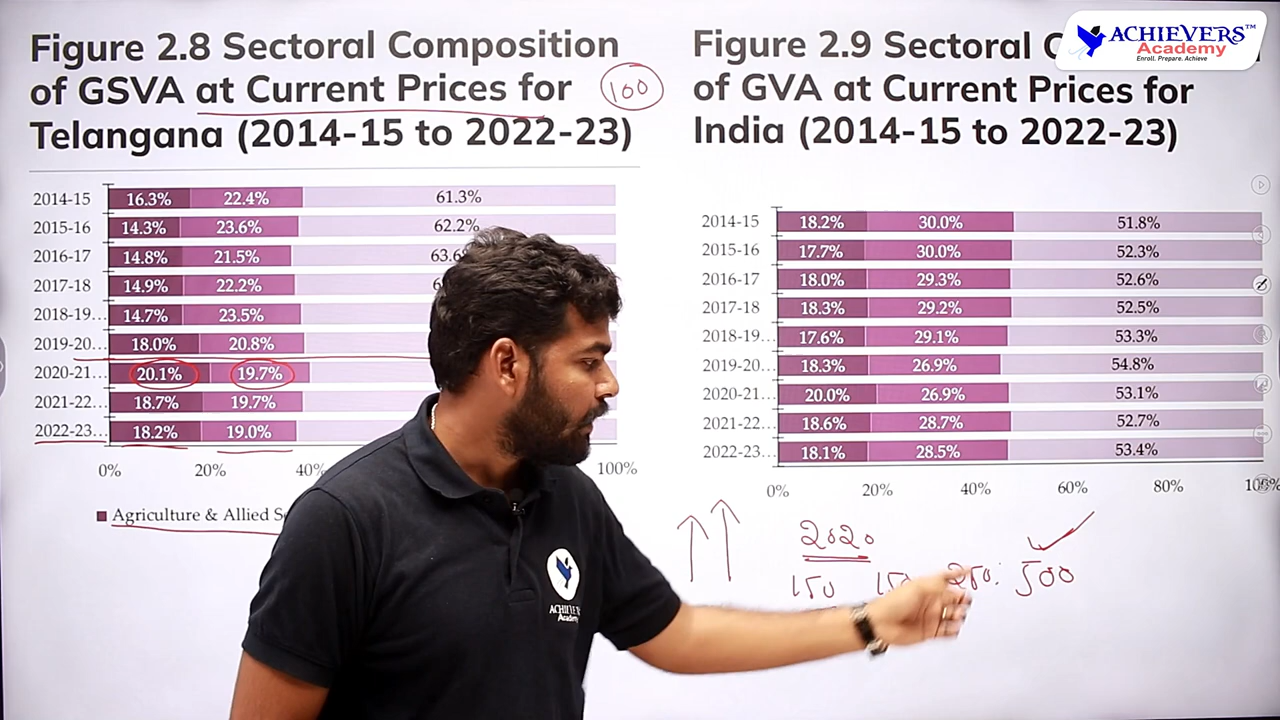 Figure 2.8 Sectoral Composition
of GSVA at Current Prices for
Telangana (2014-15 to 2022-23)
100
2014-15 16.3% 22.4% 61.3%
2015-16 14.3% 23.6% 62.2%
2016-17 14.8% 21.5%
2017-18 14.9% 22.2%
2018-19... 14.7% 23.5%
2019-20... 18.0% 20.8%
2020-21... 20.1% 19.7%
2021-22... 18.7% 19.7%
2022-23... 18.2% 19.0%
0% 20% 40% 100%
Agriculture & Allied
Figure 2.9 Sectoral
of GVA at Current Prices for
India (2014-15 to 2022-23)
2014-15 18.2% 30.0% 51.8%
2015-16 17.7% 30.0% 52.3%
2016-17 18.0% 29.3% 52.6%
2017-18 18.3% 29.2% 52.5%
2018-19... 17.6% 29.1% 53.3%
2019-20... 18.3% 26.9% 54.8%
2020-21... 20.0% 26.9% 53.1%
2021-22... 18.6% 28.7% 52.7%
2022-23... 18.1% 28.5% 53.4%
0% 20% 40% 60% 80% 100%
2020
150 150 250 500
ACHIEVERS™
Academy
Enroll. Prepare. Achieve
ACHIEVERS
Academy